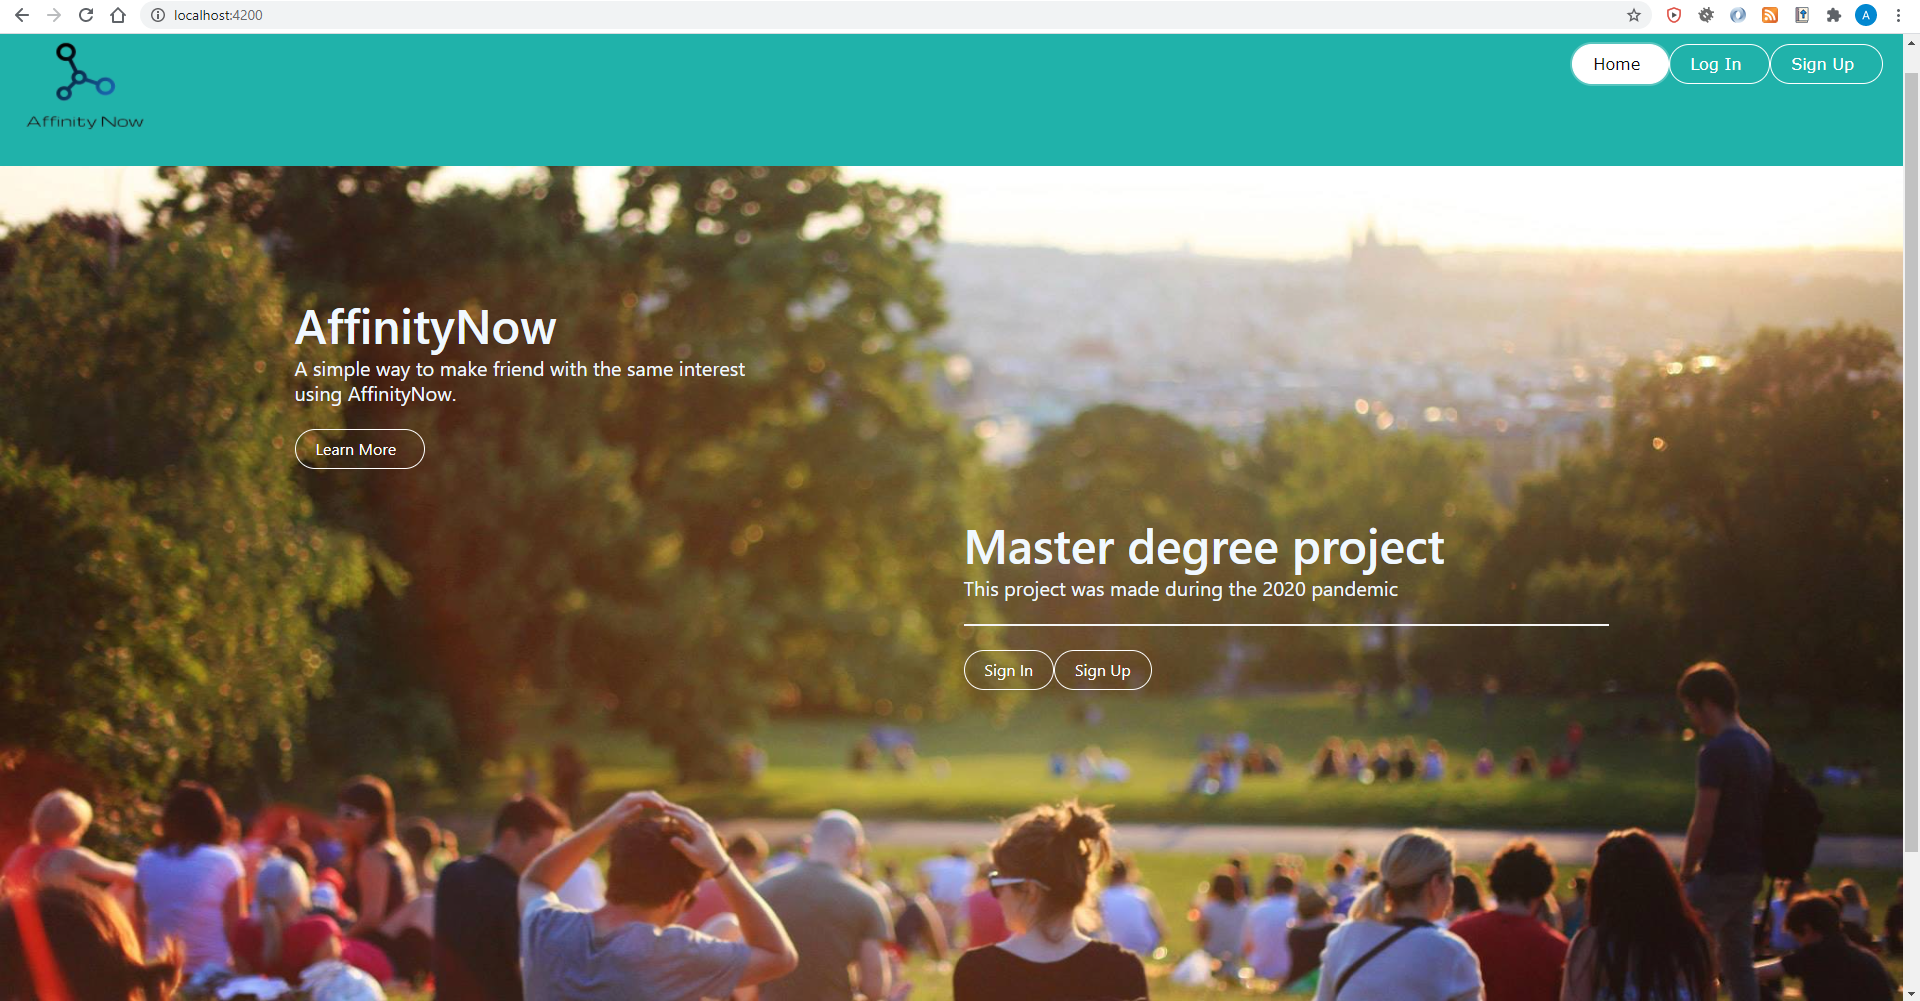 localhost:4200
A
Affinity Now
Home
Log In
Sign Up
AffinityNow
A simple way to make friend with the same interest
using AffinityNow.
Learn More
Master degree project
This project was made during the 2020 pandemic
Sign In
Sign Up